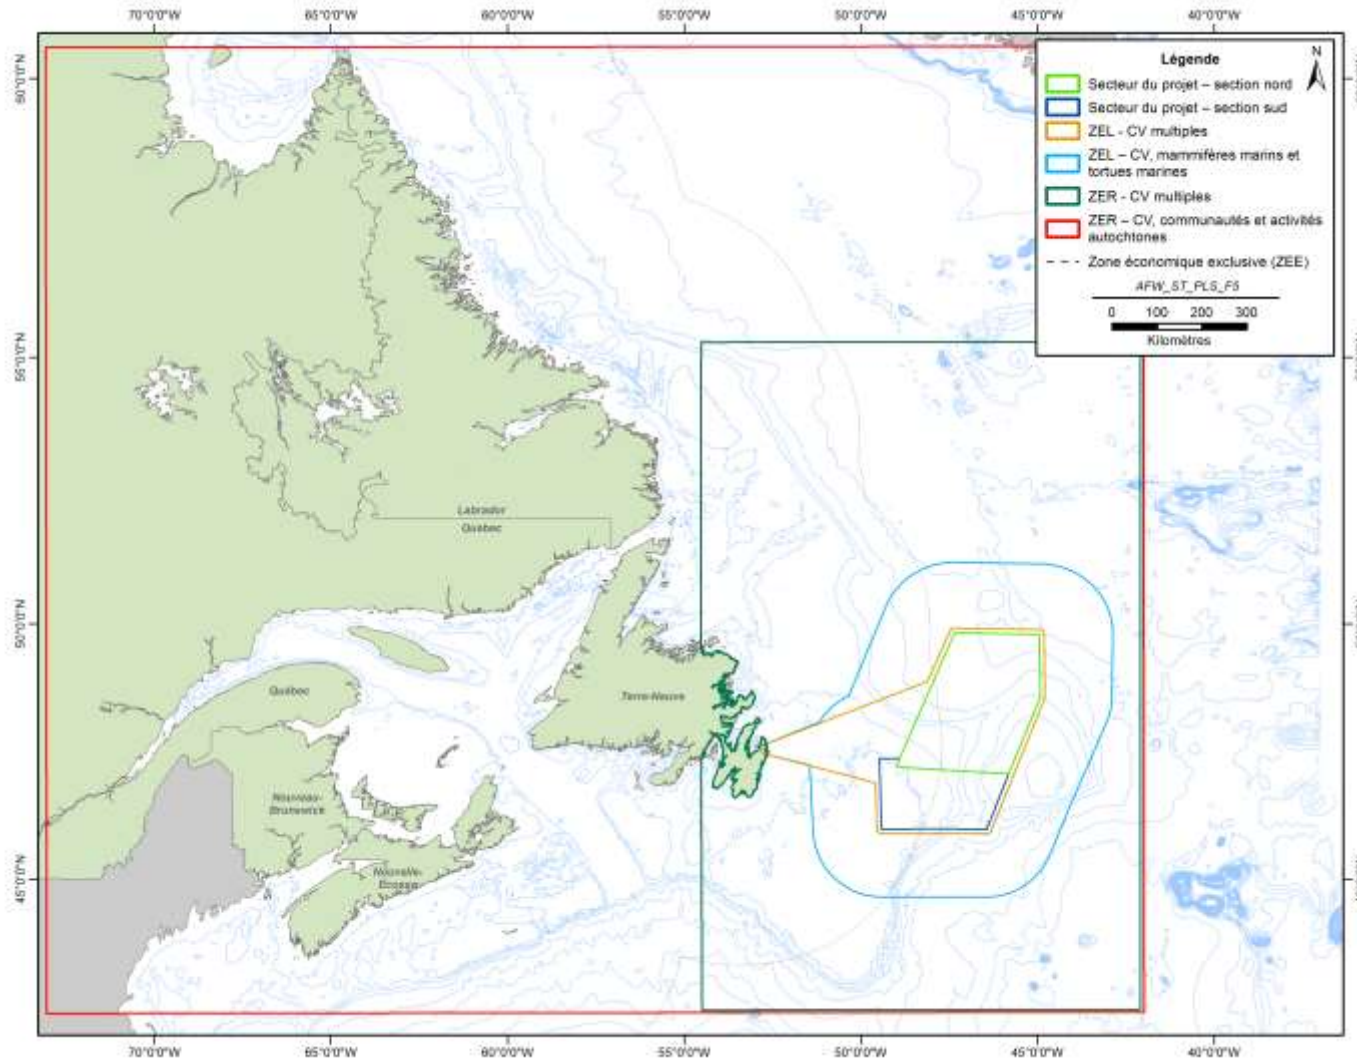 70°0'0"W 65°0'0"W 60°0'0"W 55°0'0"W 50°0'0"W 45°0'0"W 40°0'0"W
Légende
N
Secteur du projet – section nord
Secteur du projet – section sud
ZEL - CV multiples
ZEL – CV, mammifères marins et
tortues marines
ZER - CV multiples
ZER – CV, communautés et activités
autochtones
Zone économique exclusive (ZEE)
AFW_ST_PLS_F5
0 100 200 300
Kilomètres
60°0'0"N
55°0'0"N
50°0'0"N
45°0'0"N
Labrador
Québec
Terre-Neuve
Québec
Nouveau-
Brunswick
Nouvelle-
Écosse
70°0'0"W 65°0'0"W 60°0'0"W 55°0'0"W 50°0'0"W 45°0'0"W 40°0'0"W